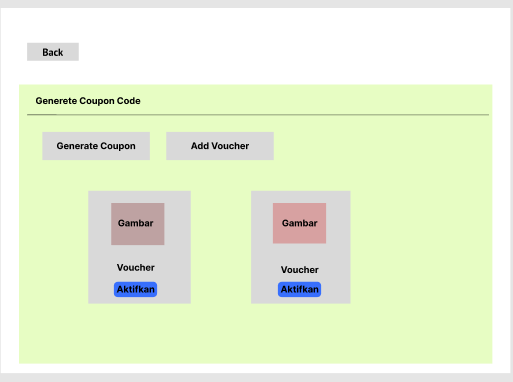 Back
Generete Coupon Code
Generate Coupon
Add Voucher
Gambar
Voucher
Aktifkan
Gambar
Voucher
Aktifkan